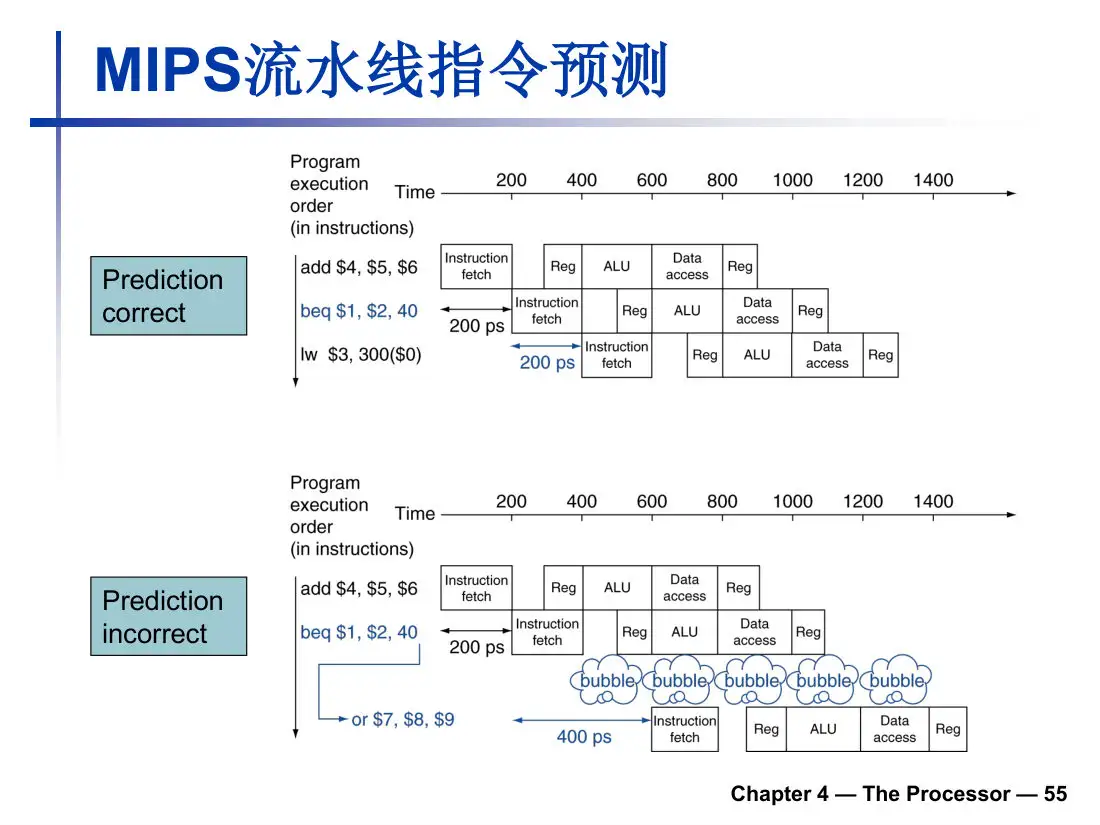 MIPS流水线指令预测
Prediction
correct
Program
execution
order
(in instructions)
Time
200 400 600 800 1000 1200 1400
add $4, $5, $6
Instruction
fetch
Reg
ALU
Data
access
Reg
beq $1, $2, 40
200 ps
Instruction
fetch
Reg
ALU
Data
access
Reg
lw $3, 300($0)
200 ps
Instruction
fetch
Reg
ALU
Data
access
Reg
Prediction
incorrect
Program
execution
order
(in instructions)
Time
200 400 600 800 1000 1200 1400
add $4, $5, $6
Instruction
fetch
Reg
ALU
Data
access
Reg
beq $1, $2, 40
200 ps
Instruction
fetch
Reg
ALU
Data
access
Reg
bubble bubble bubble bubble bubble
or $7, $8, $9
400 ps
Instruction
fetch
Reg
ALU
Data
access
Reg
Chapter 4 — The Processor — 55